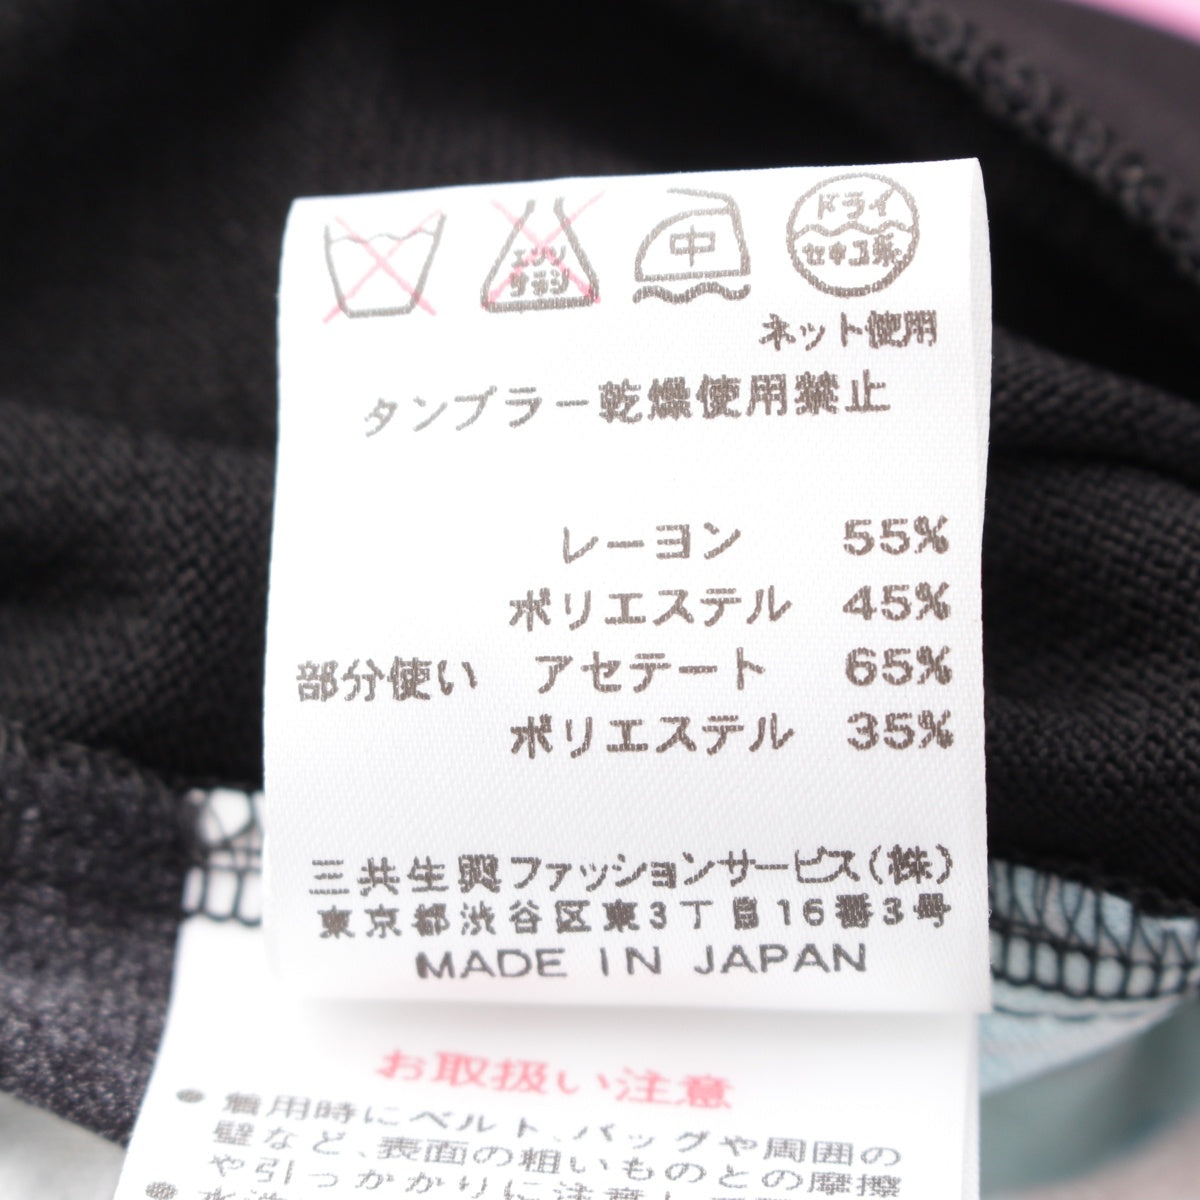 エンソ 中 ドライ
サラシ セキユ系
ネット使用
タンブラー乾燥使用禁止
レーヨン 55%
ポリエステル 45%
部分使い アセテート 65%
ポリエステル 35%
三共生興ファッションサービス(株)
東京都渋谷区東3丁目16番3号
MADE IN JAPAN
お取扱い注意
● 着用時にベルト、バッグや周囲の
壁など、表面の粗いものとの摩擦
や引っかかりに注意して
●